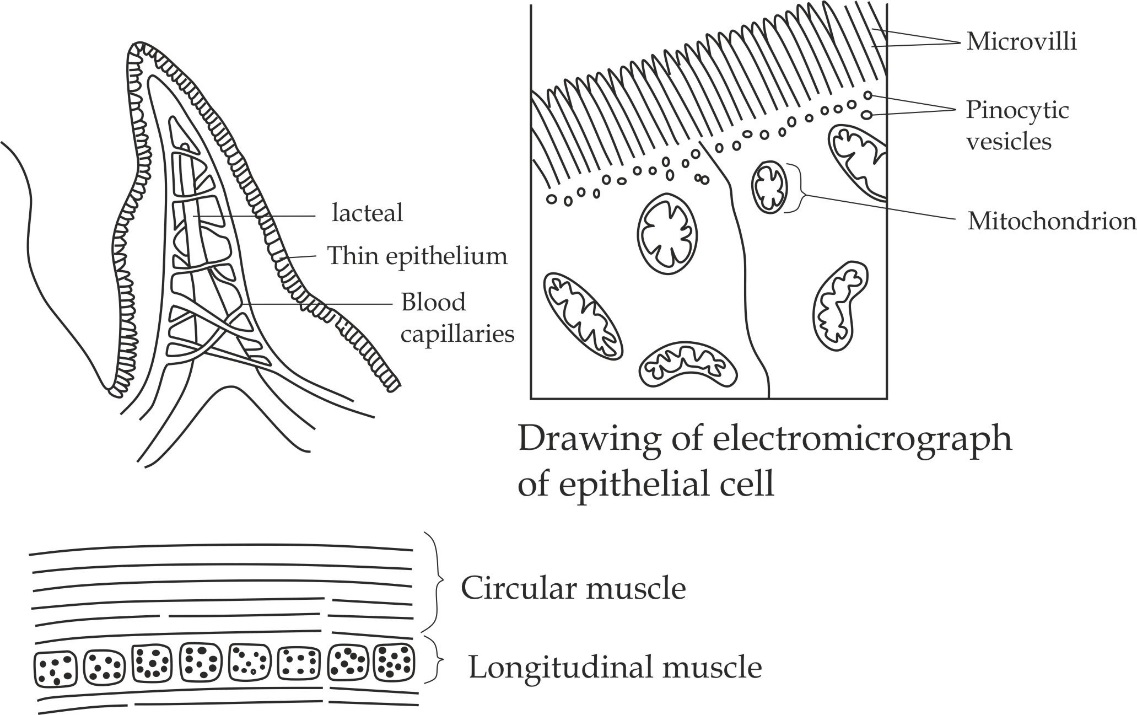 lacteal
Thin epithelium
Blood
capillaries
Microvilli
Pinocytic
vesicles
Mitochondrion
Drawing of electromicrograph
of epithelial cell
Circular muscle
Longitudinal muscle